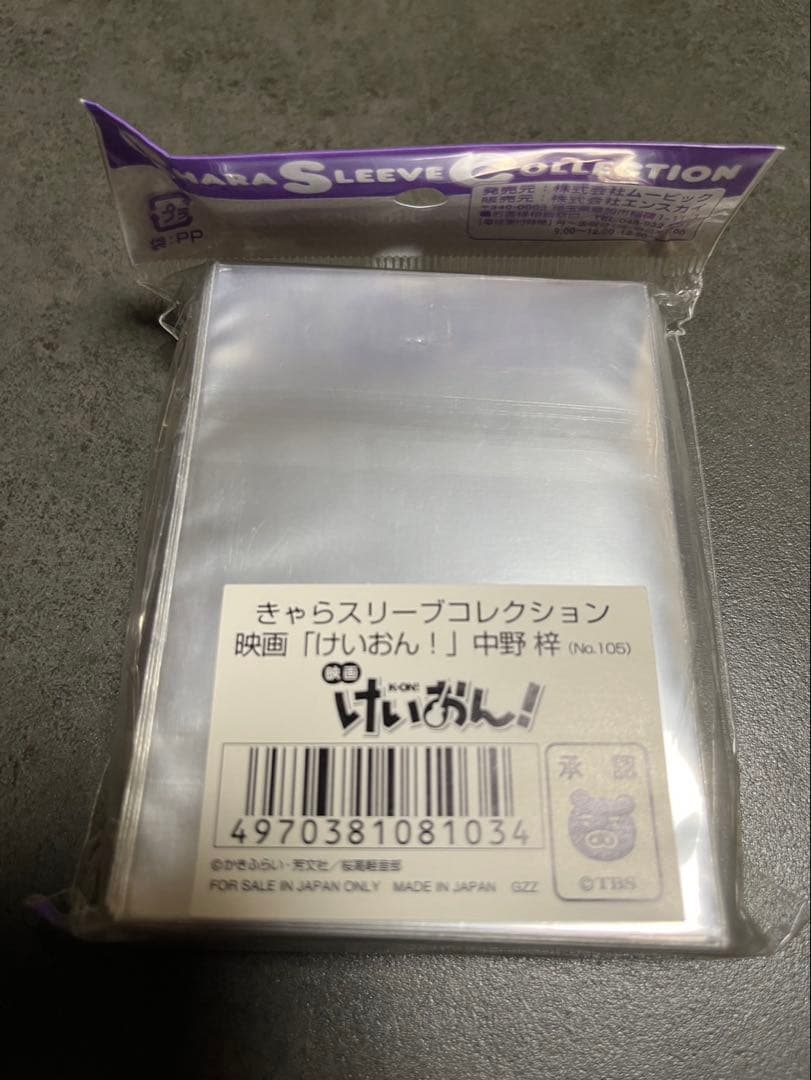 CHARA SLEEVE COLLECTION
プラ
袋:PP
発売元:株式会社ムービック
販売元 株式会社エンスカイ
きゃらスリーブコレクション
映画「けいおん!」中野 梓 (No.105)
映画
K-ON!
けいおん!
4970381081034
承認
©TBS
©かきふらい・芳文社/桜高軽音部
FOR SALE IN JAPAN ONLY MADE IN JAPAN GZZ